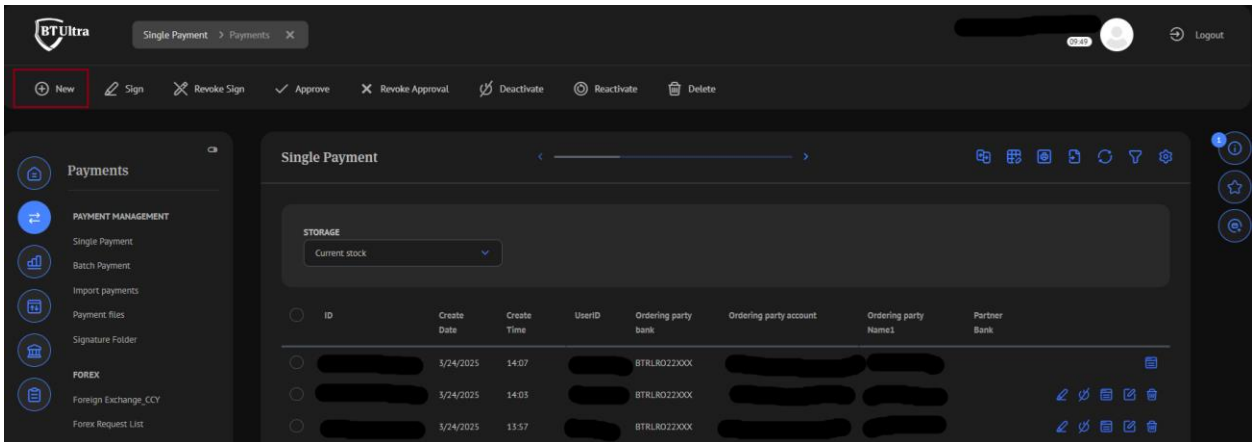 BT Ultra
Single Payment > Payments X
09:49
Logout
New Sign Revoke Sign Approve Revoke Approval Deactivate Reactivate Delete
Payments
Single Payment
1
PAYMENT MANAGEMENT
Single Payment
Batch Payment
Import payments
Payment files
Signature Folder
FOREX
Foreign Exchange_CCY
Forex Request List
STORAGE
Current stock
ID Create Date Create Time UserID Ordering party bank Ordering party account Ordering party Name1 Partner Bank
3/24/2025 14:07 BTRLRO22XXX
3/24/2025 14:03 BTRLRO22XXX
3/24/2025 13:57 BTRLRO22XXX